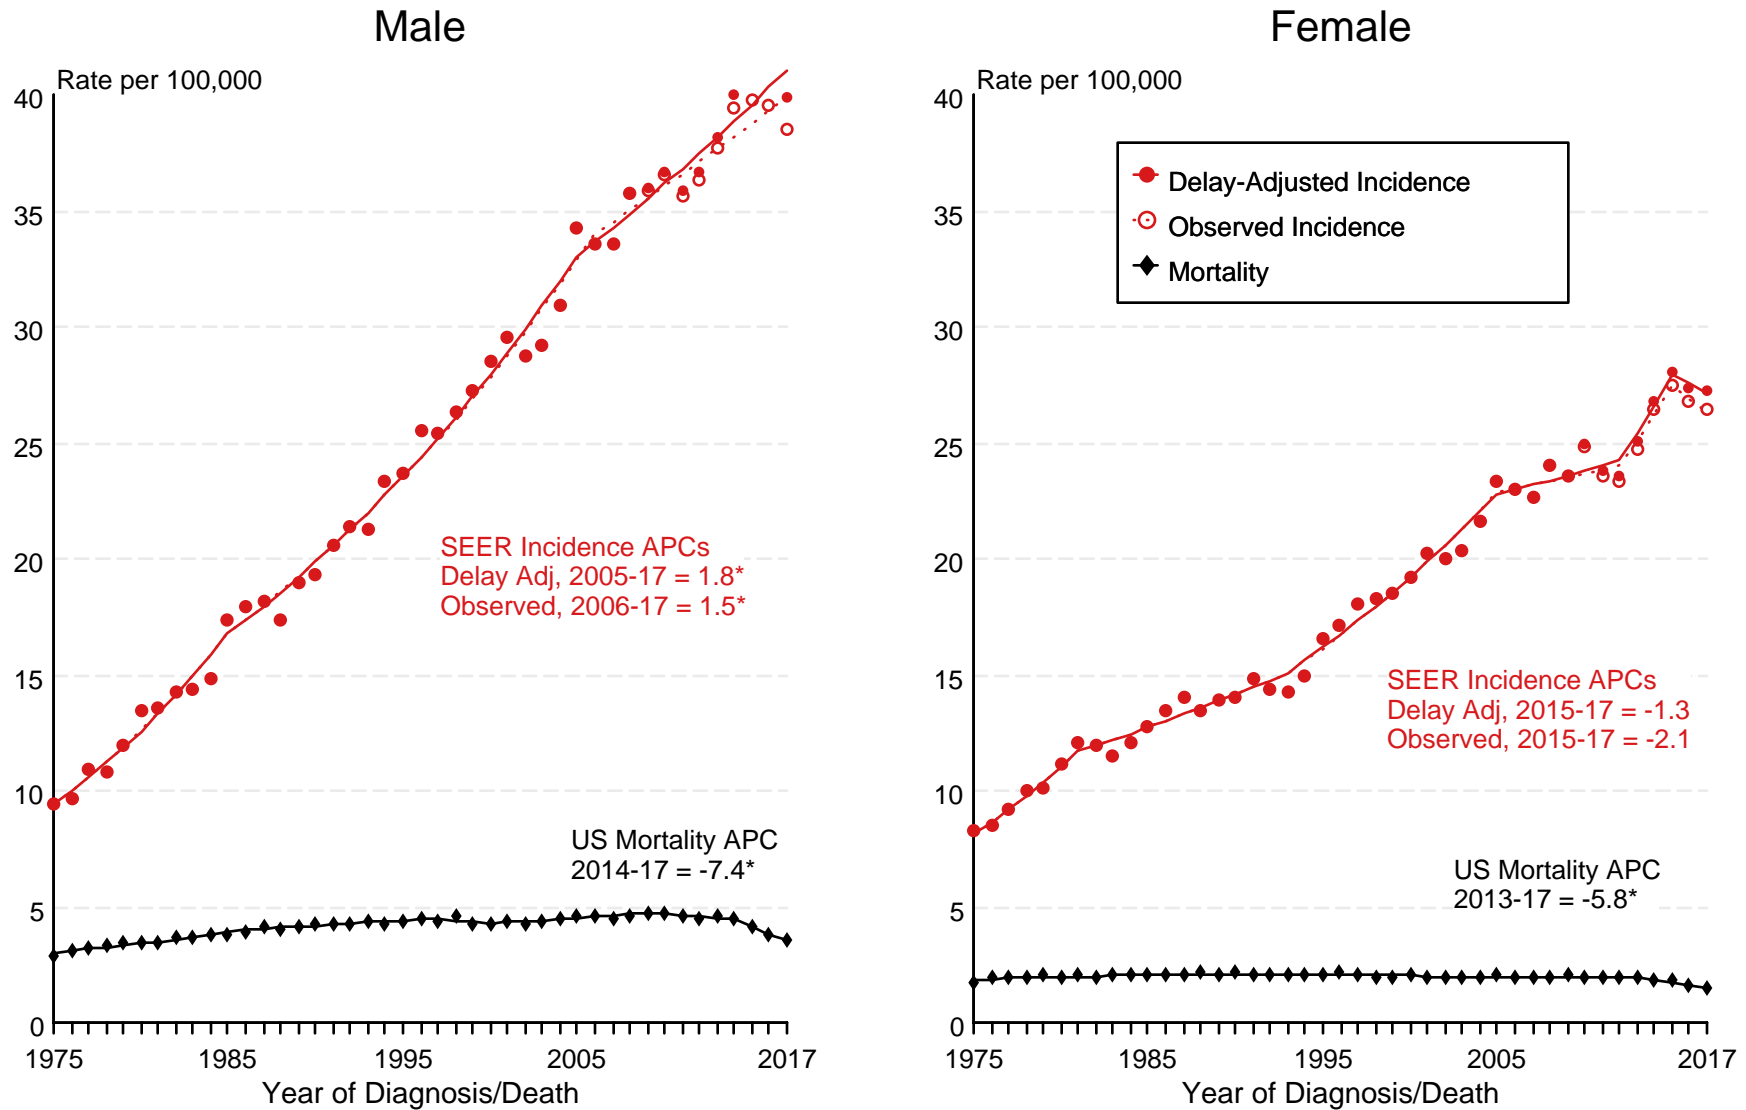 Male
Rate per 100,000
40
35
30
25
20
15
10
5
0
SEER Incidence APCs
Delay Adj, 2005-17 = 1.8*
Observed, 2006-17 = 1.5*
US Mortality APC
2014-17 = -7.4*
1975 1985 1995 2005 2017
Year of Diagnosis/Death
Female
Rate per 100,000
40
35
30
25
20
15
10
5
0
Delay-Adjusted Incidence
Observed Incidence
Mortality
SEER Incidence APCs
Delay Adj, 2015-17 = -1.3
Observed, 2015-17 = -2.1
US Mortality APC
2013-17 = -5.8*
1975 1985 1995 2005 2017
Year of Diagnosis/Death